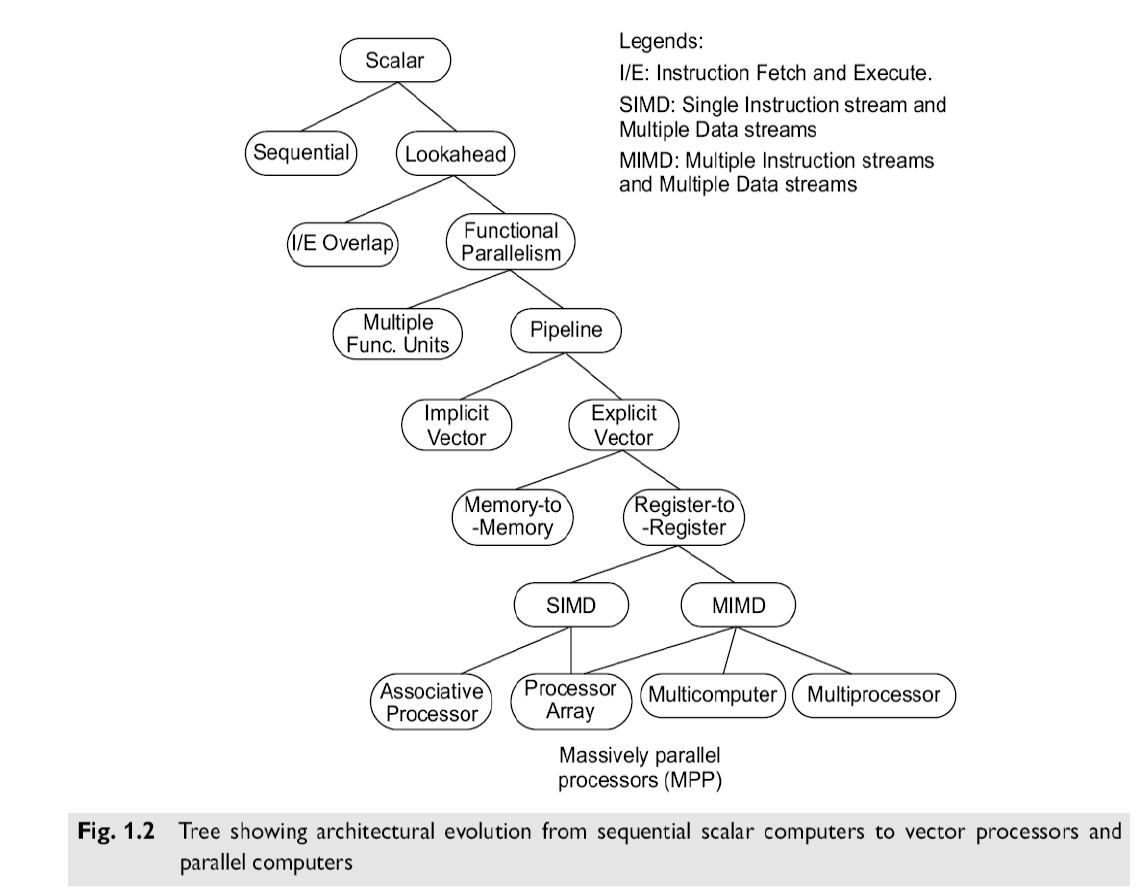 Scalar
Legends:
I/E: Instruction Fetch and Execute.
SIMD: Single Instruction stream and
Multiple Data streams
MIMD: Multiple Instruction streams
and Multiple Data streams
Sequential
Lookahead
I/E Overlap
Functional
Parallelism
Multiple
Func. Units
Pipeline
Implicit
Vector
Explicit
Vector
Memory-to
-Memory
Register-to
-Register
SIMD
MIMD
Associative
Processor
Processor
Array
Multicomputer
Multiprocessor
Massively parallel
processors (MPP)
Fig. 1.2 Tree showing architectural evolution from sequential scalar computers to vector processors and
parallel computers